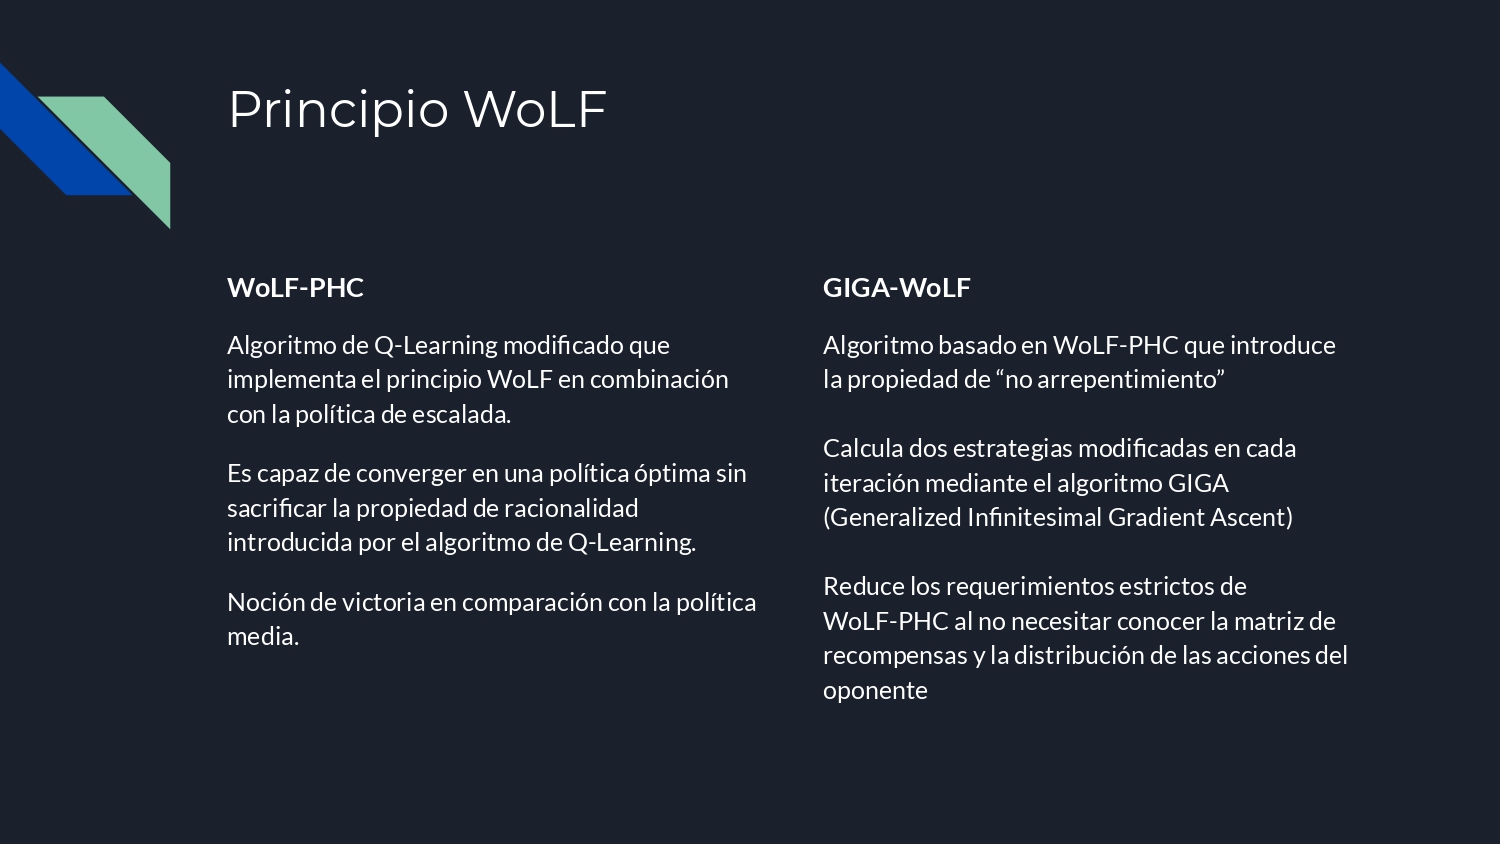 Principio WoLF
WoLF-PHC
Algoritmo de Q-Learning modificado que
implementa el principio WoLF en combinación
con la política de escalada.
Es capaz de converger en una política óptima sin
sacrificar la propiedad de racionalidad
introducida por el algoritmo de Q-Learning.
Noción de victoria en comparación con la política
media.
GIGA-WoLF
Algoritmo basado en WoLF-PHC que introduce
la propiedad de “no arrepentimiento”
Calcula dos estrategias modificadas en cada
iteración mediante el algoritmo GIGA
(Generalized Infinitesimal Gradient Ascent)
Reduce los requerimientos estrictos de
WoLF-PHC al no necesitar conocer la matriz de
recompensas y la distribución de las acciones del
oponente